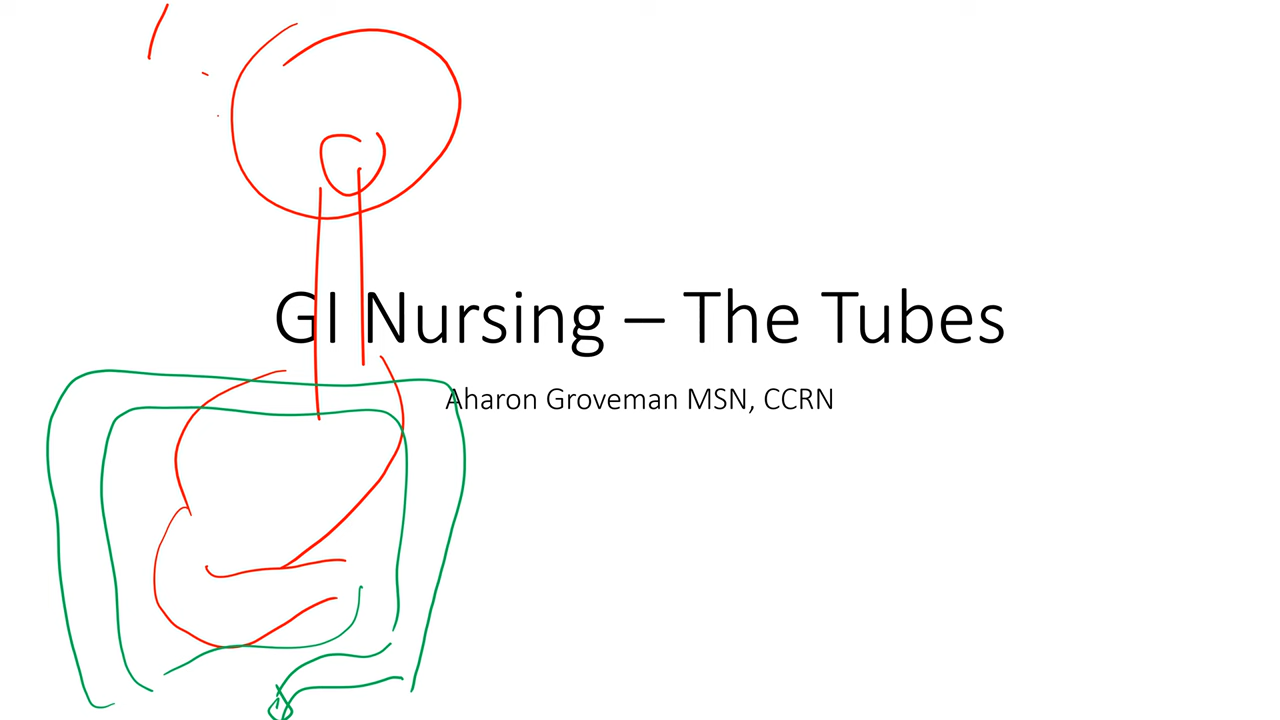 GI Nursing – The Tubes
Aharon Groveman MSN, CCRN